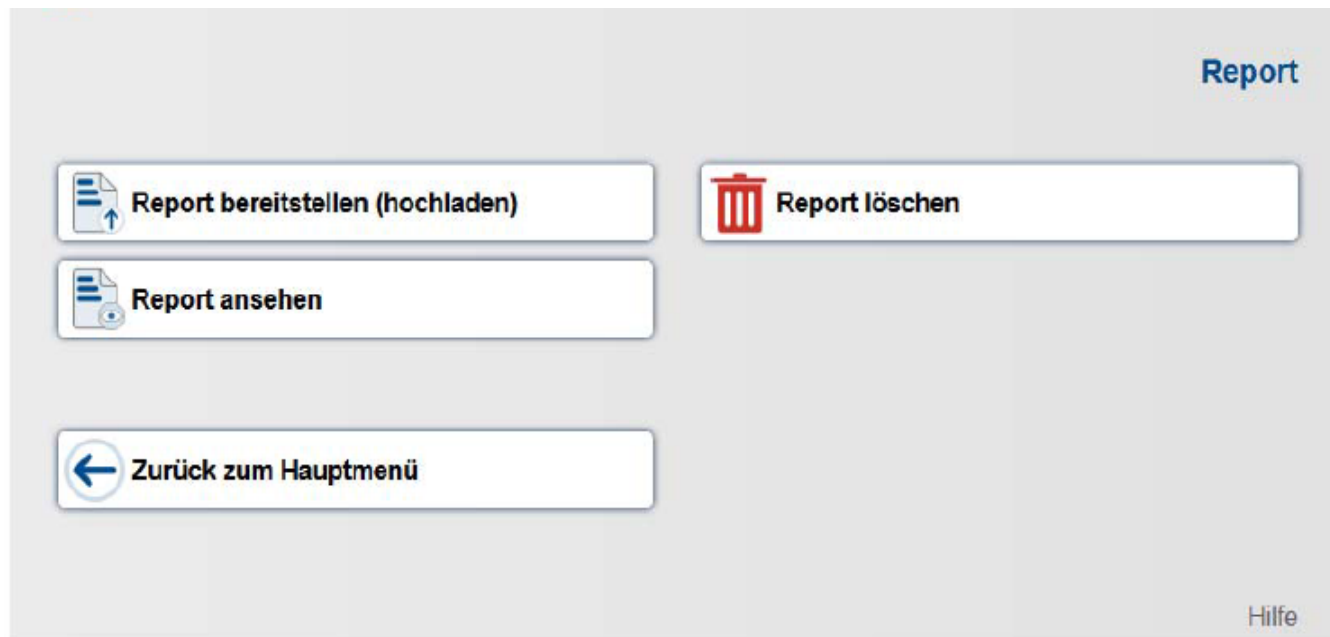 Report
Report bereitstellen (hochladen)
Report löschen
Report ansehen
Zurück zum Hauptmenü
Hilfe